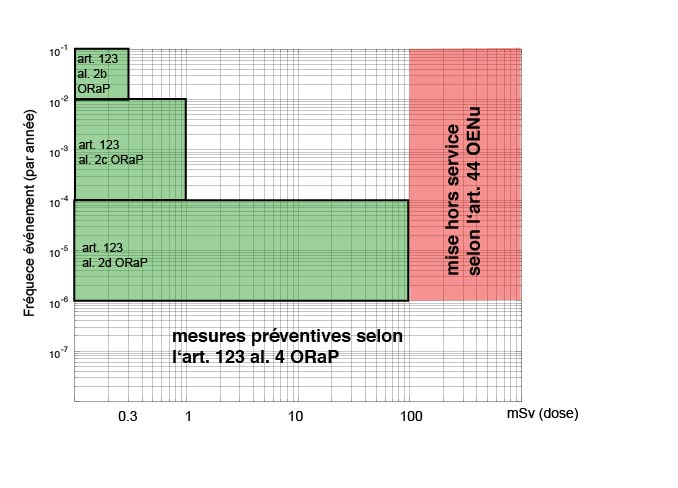 10-1
art. 123
al. 2b
ORaP
10-2
art. 123
al. 2c ORaP
10-3
10-4
art. 123
al. 2d ORaP
10-5
10-6
10-7
Fréquece événement (par année)
mise hors service
selon l‘art. 44 OENu
mesures préventives selon
l‘art. 123 al. 4 ORaP
0.3 1 10 100 mSv (dose)